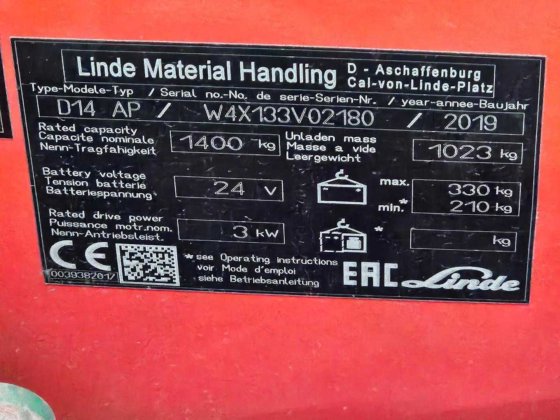 Linde Material Handling D - Aschaffenburg
Cal-von-Linde-Platz
Type-Modele-Typ / Serial no.-No. de serie-Serien-Nr. / year-annee-Baujahr
D14 AP / W4X133V02180 / 2019
Rated capacity
Capacite nominale
Nenn-Tragfahigkeit
1400 kg
Unladen mass
Masse a vide
Leergewicht
1023 kg
Battery voltage
Tension batterie
Batteriespannung
24 V
max. 330 kg
min.* 210 kg
Rated drive power
Puissance motr.nom.
Nenn-Antriebsleist.
3 kW
* kg
CE
0039382017
*see Operating instructions
voir Mode d'emploi
siehe Betriebsanleitung
EAC Linde